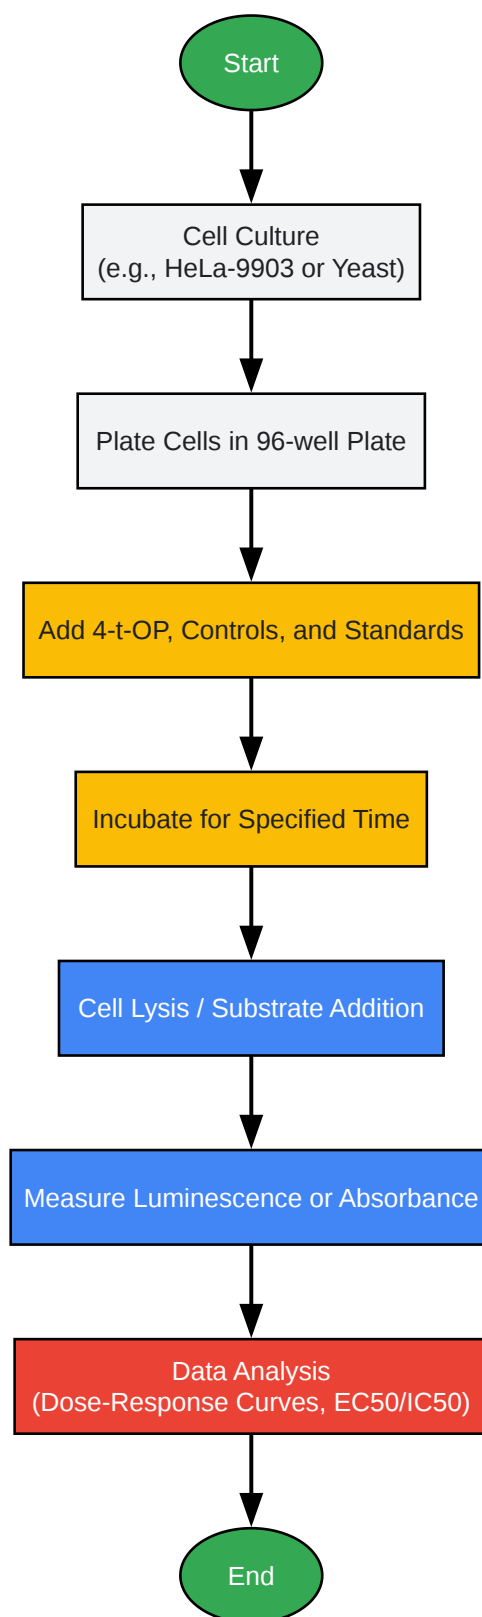 Start
Cell Culture
(e.g., HeLa-9903 or Yeast)
Plate Cells in 96-well Plate
Add 4-t-OP, Controls, and Standards
Incubate for Specified Time
Cell Lysis / Substrate Addition
Measure Luminescence or Absorbance
Data Analysis
(Dose-Response Curves, EC50/IC50)
End